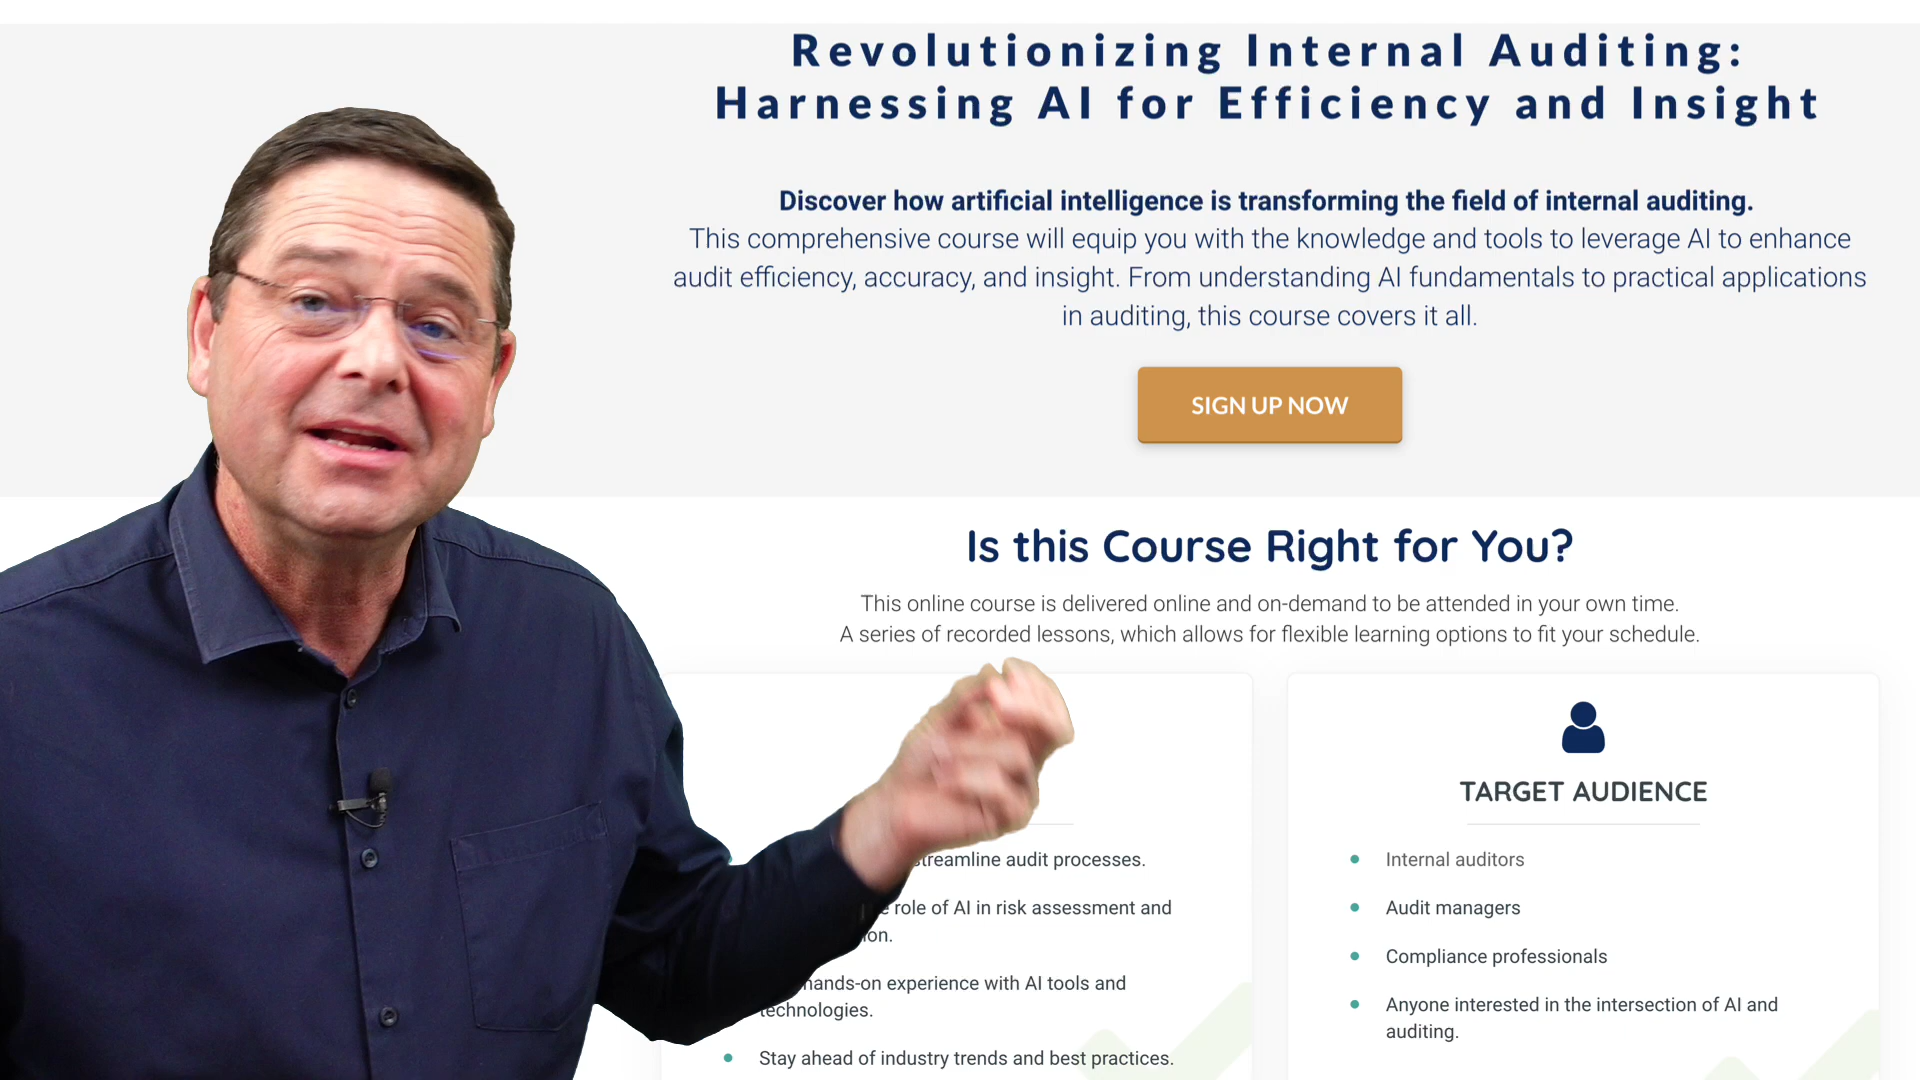 Revolutionizing Internal Auditing:
Harnessing AI for Efficiency and Insight
Discover how artificial intelligence is transforming the field of internal auditing.
This comprehensive course will equip you with the knowledge and tools to leverage AI to enhance
audit efficiency, accuracy, and insight. From understanding AI fundamentals to practical applications
in auditing, this course covers it all.
SIGN UP NOW
Is this Course Right for You?
This online course is delivered online and on-demand to be attended in your own time.
A series of recorded lessons, which allows for flexible learning options to fit your schedule.
streamline audit processes.
role of AI in risk assessment and
hands-on experience with AI tools and
technologies.
Stay ahead of industry trends and best practices.
TARGET AUDIENCE
Internal auditors
Audit managers
Compliance professionals
Anyone interested in the intersection of AI and
auditing.